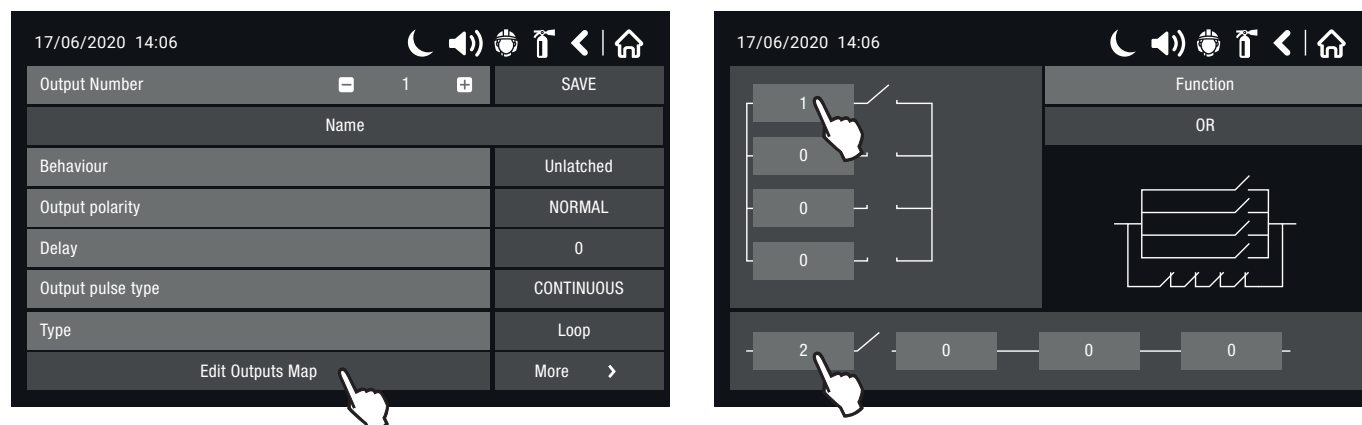 17/06/2020 14:06
Output Number 1 SAVE
Name
Behaviour Unlatched
Output polarity NORMAL
Delay 0
Output pulse type CONTINUOUS
Type Loop
Edit Outputs Map More
17/06/2020 14:06
1 Function
OR
0
0
0
2 0 0 0